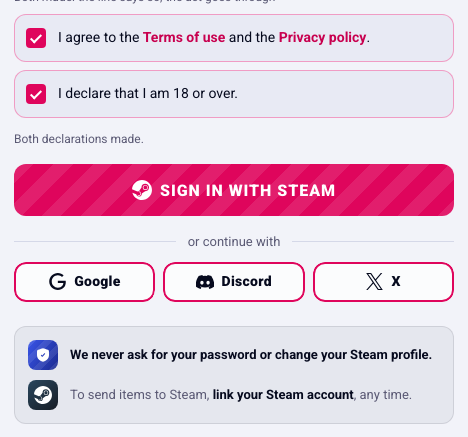 I agree to the Terms of use and the Privacy policy.
I declare that I am 18 or over.
Both declarations made.
SIGN IN WITH STEAM
or continue with
Google
Discord
X
We never ask for your password or change your Steam profile.
To send items to Steam, link your Steam account, any time.